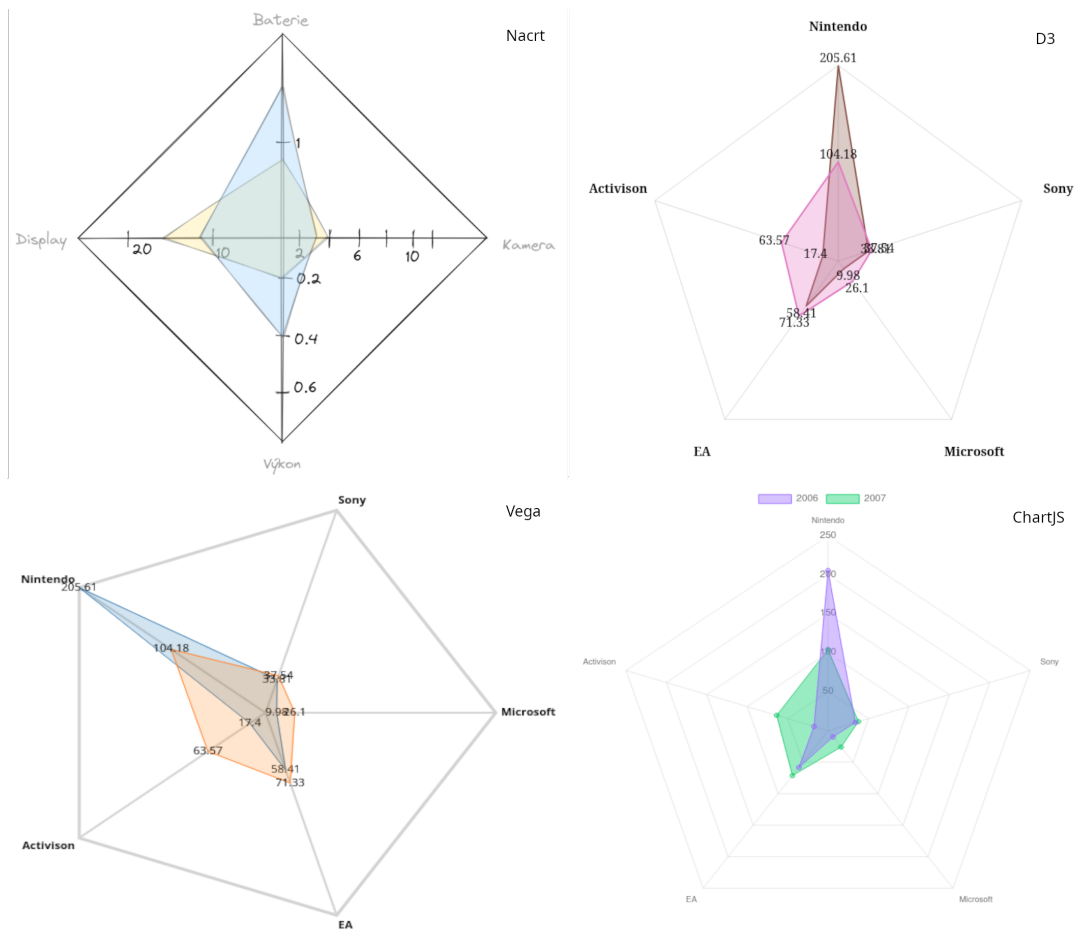 Nacrt
Baterie
1
Display
20
10
2
6
10
Kamera
0.2
0.4
0.6
Výkon
D3
Nintendo
205.61
104.18
Activison
Sony
63.57
17.4
9.98
26.1
58.41
71.33
EA
Microsoft
Vega
Sony
Nintendo
205.61
104.18
37.54
33.81
9.98
26.1
Microsoft
17.4
63.57
58.41
71.33
Activison
EA
ChartJS
2006 2007
Nintendo
250
200
150
100
50
Activison
Sony
EA
Microsoft